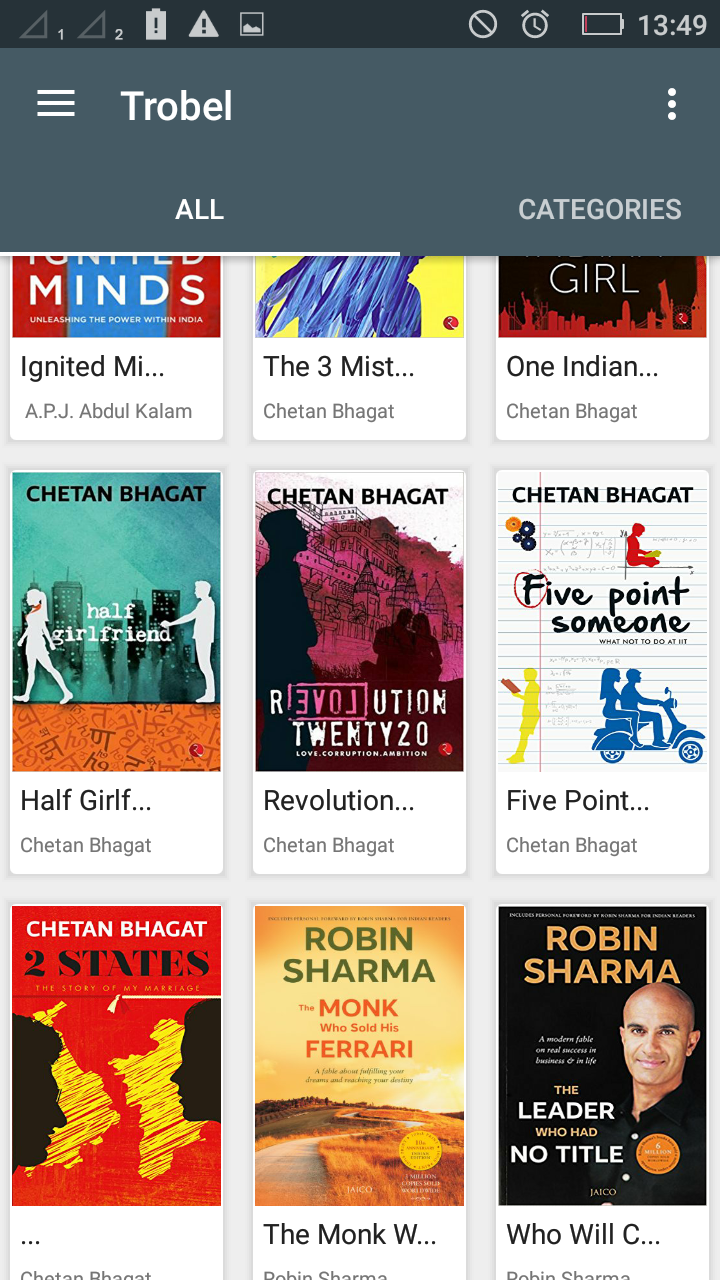 1 2 13:49
Trobel
ALL CATEGORIES
MINDS
UNLEASHING THE POWER WITHIN INDIA
GIRL
Ignited Mi...
A.P.J. Abdul Kalam
The 3 Mist...
Chetan Bhagat
One Indian...
Chetan Bhagat
CHETAN BHAGAT
half
girlfriend
Half Girlf...
Chetan Bhagat
CHETAN BHAGAT
REVOLUTION
TWENTY20
LOVE.CORRUPTION.AMBITION
Revolution...
Chetan Bhagat
CHETAN BHAGAT
Five point
someone
WHAT NOT TO DO AT IIT
Five Point...
Chetan Bhagat
CHETAN BHAGAT
2 STATES
THE STORY OF MY MARRIAGE
...
Chetan Bhagat
INCLUDES PERSONAL FOREWORD BY ROBIN SHARMA FOR INDIAN READERS
ROBIN
SHARMA
The MONK
Who Sold His
FERRARI
A fable about fulfilling your
dreams and reaching your destiny
JAICO
The Monk W...
Robin Sharma
INCLUDES PERSONAL FOREWORD BY ROBIN SHARMA FOR INDIAN READERS
ROBIN
SHARMA
A modern fable
on real success in
business & in life
THE
LEADER
WHO HAD
NO TITLE
6
MILLION
JAICO
Who Will C...
Robin Sharma